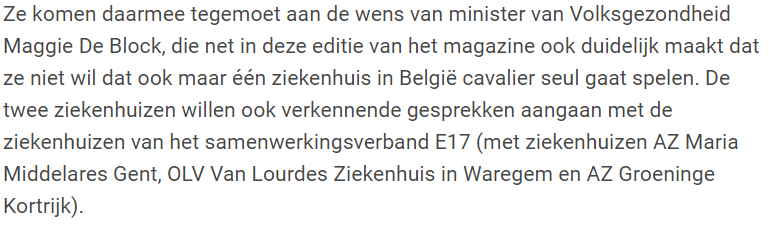 Ze komen daarmee tegemoet aan de wens van minister van Volksgezondheid
Maggie De Block, die net in deze editie van het magazine ook duidelijk maakt dat
ze niet wil dat ook maar één ziekenhuis in België cavalier seul gaat spelen. De
twee ziekenhuizen willen ook verkennende gesprekken aangaan met de
ziekenhuizen van het samenwerkingsverband E17 (met ziekenhuizen AZ Maria
Middelares Gent, OLV Van Lourdes Ziekenhuis in Waregem en AZ Groeninge
Kortrijk).